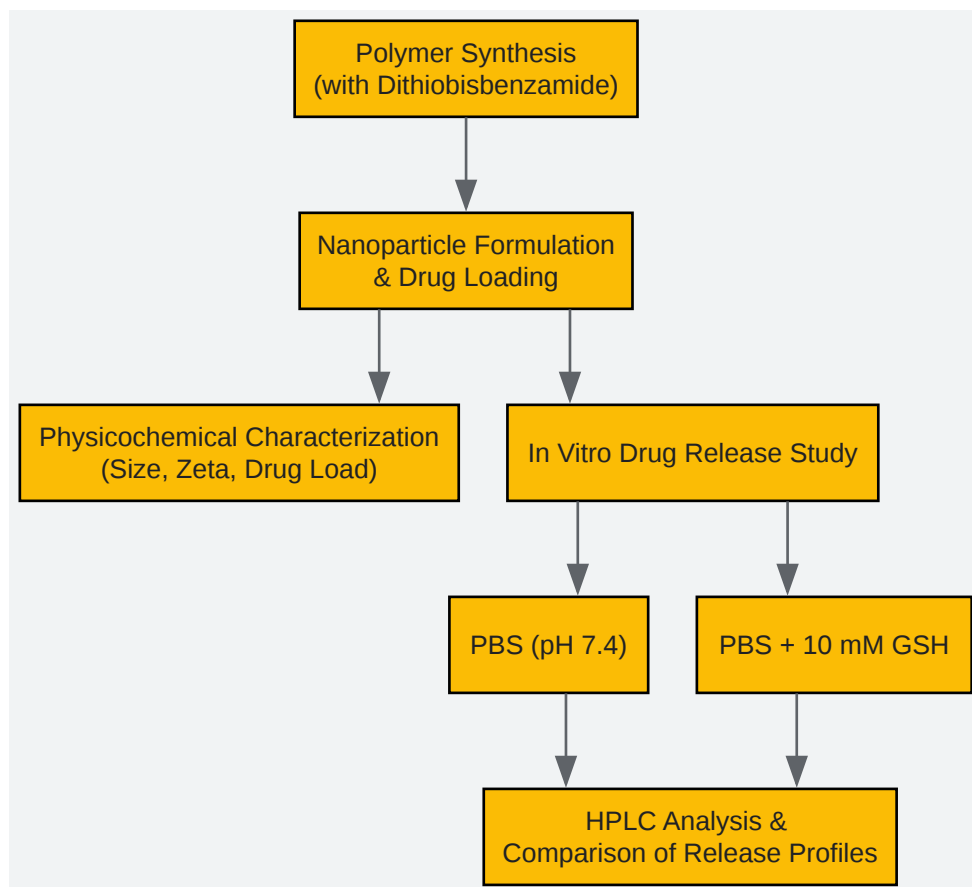 Polymer Synthesis
(with Dithiobisbenzamide)
Nanoparticle Formulation
& Drug Loading
Physicochemical Characterization
(Size, Zeta, Drug Load)
In Vitro Drug Release Study
PBS (pH 7.4)
PBS + 10 mM GSH
HPLC Analysis &
Comparison of Release Profiles